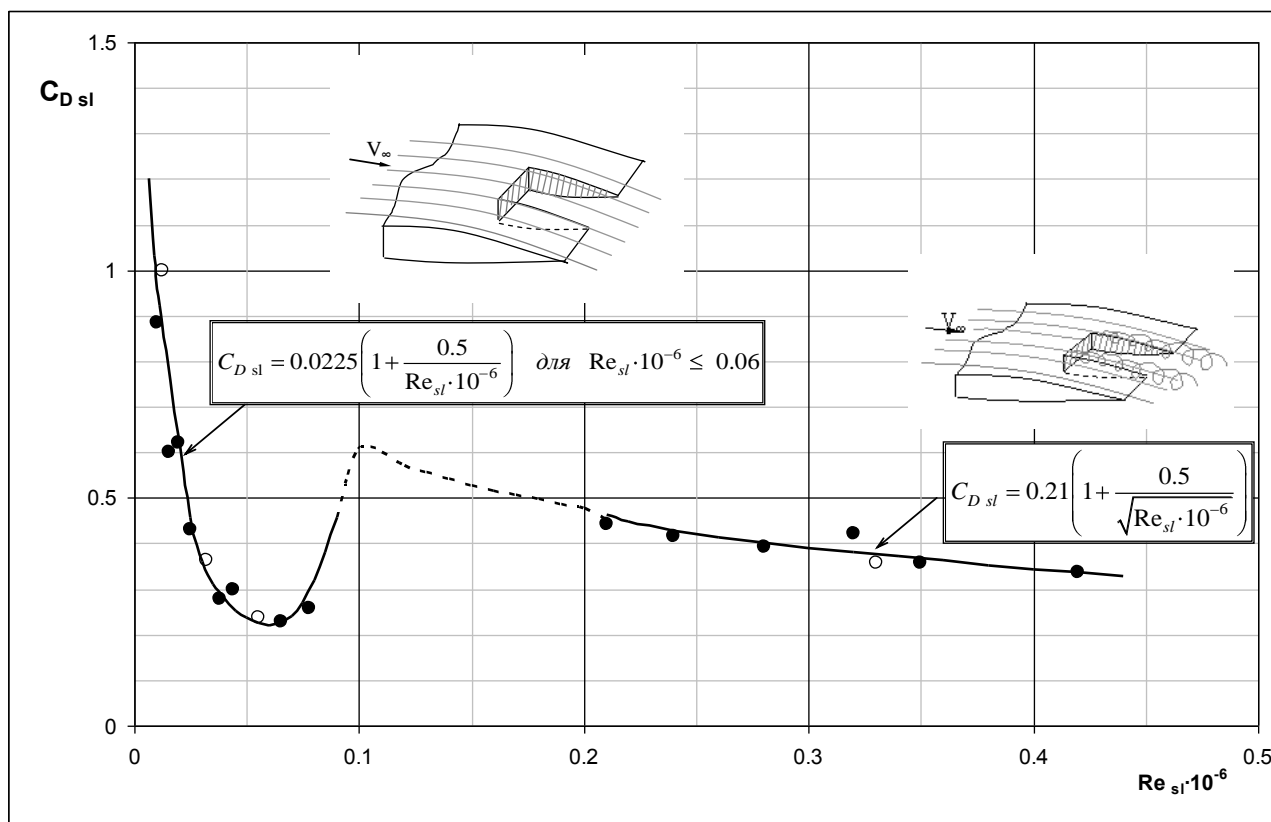 1.5
C_D sl
V∞
1
V∞
C_D sl = 0.0225(1 + 0.5/(Re_sl·10^-6)) для Re_sl·10^-6 ≤ 0.06
0.5
C_D sl = 0.21(1 + 0.5/√(Re_sl·10^-6))
0
0 0.1 0.2 0.3 0.4 0.5
Re_sl·10^-6